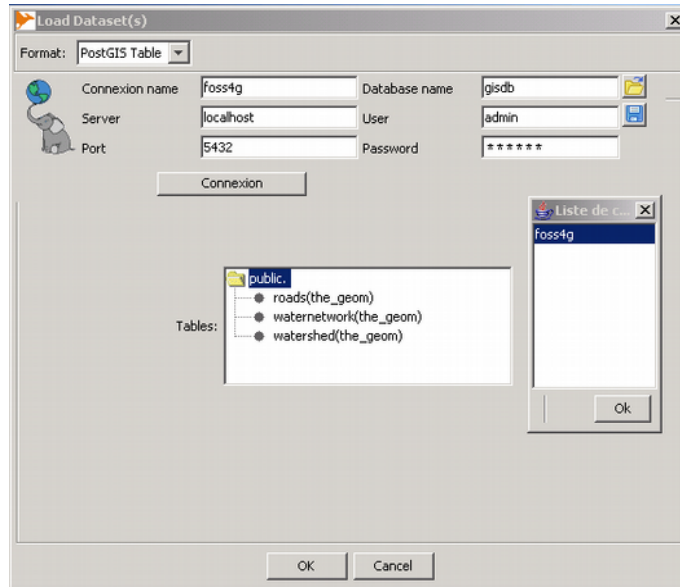 Load Dataset(s)
Format: PostGIS Table
Connexion name foss4g Database name gisdb
Server localhost User admin
Port 5432 Password ******
Connexion
Liste de c...
foss4g
public.
roads(the_geom)
waternetwork(the_geom)
Tables:
watershed(the_geom)
Ok
OK Cancel